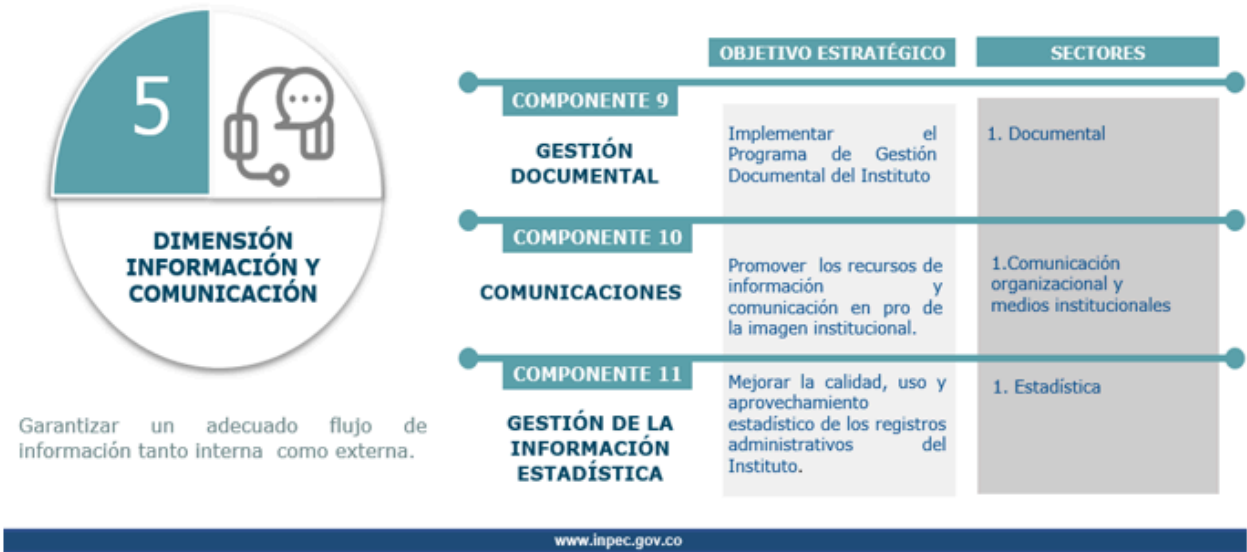 5
DIMENSIÓN
INFORMACIÓN Y
COMUNICACIÓN
Garantizar un adecuado flujo de
información tanto interna como externa.
OBJETIVO ESTRATÉGICO
SECTORES
COMPONENTE 9
GESTIÓN
DOCUMENTAL
Implementar el
Programa de Gestión
Documental del Instituto
1. Documental
COMPONENTE 10
COMUNICACIONES
Promover los recursos de
información y
comunicación en pro de
la imagen institucional.
1.Comunicación
organizacional y
medios institucionales
COMPONENTE 11
GESTIÓN DE LA
INFORMACIÓN
ESTADÍSTICA
Mejorar la calidad, uso y
aprovechamiento
estadístico de los registros
administrativos del
Instituto.
1. Estadística
www.inpec.gov.co